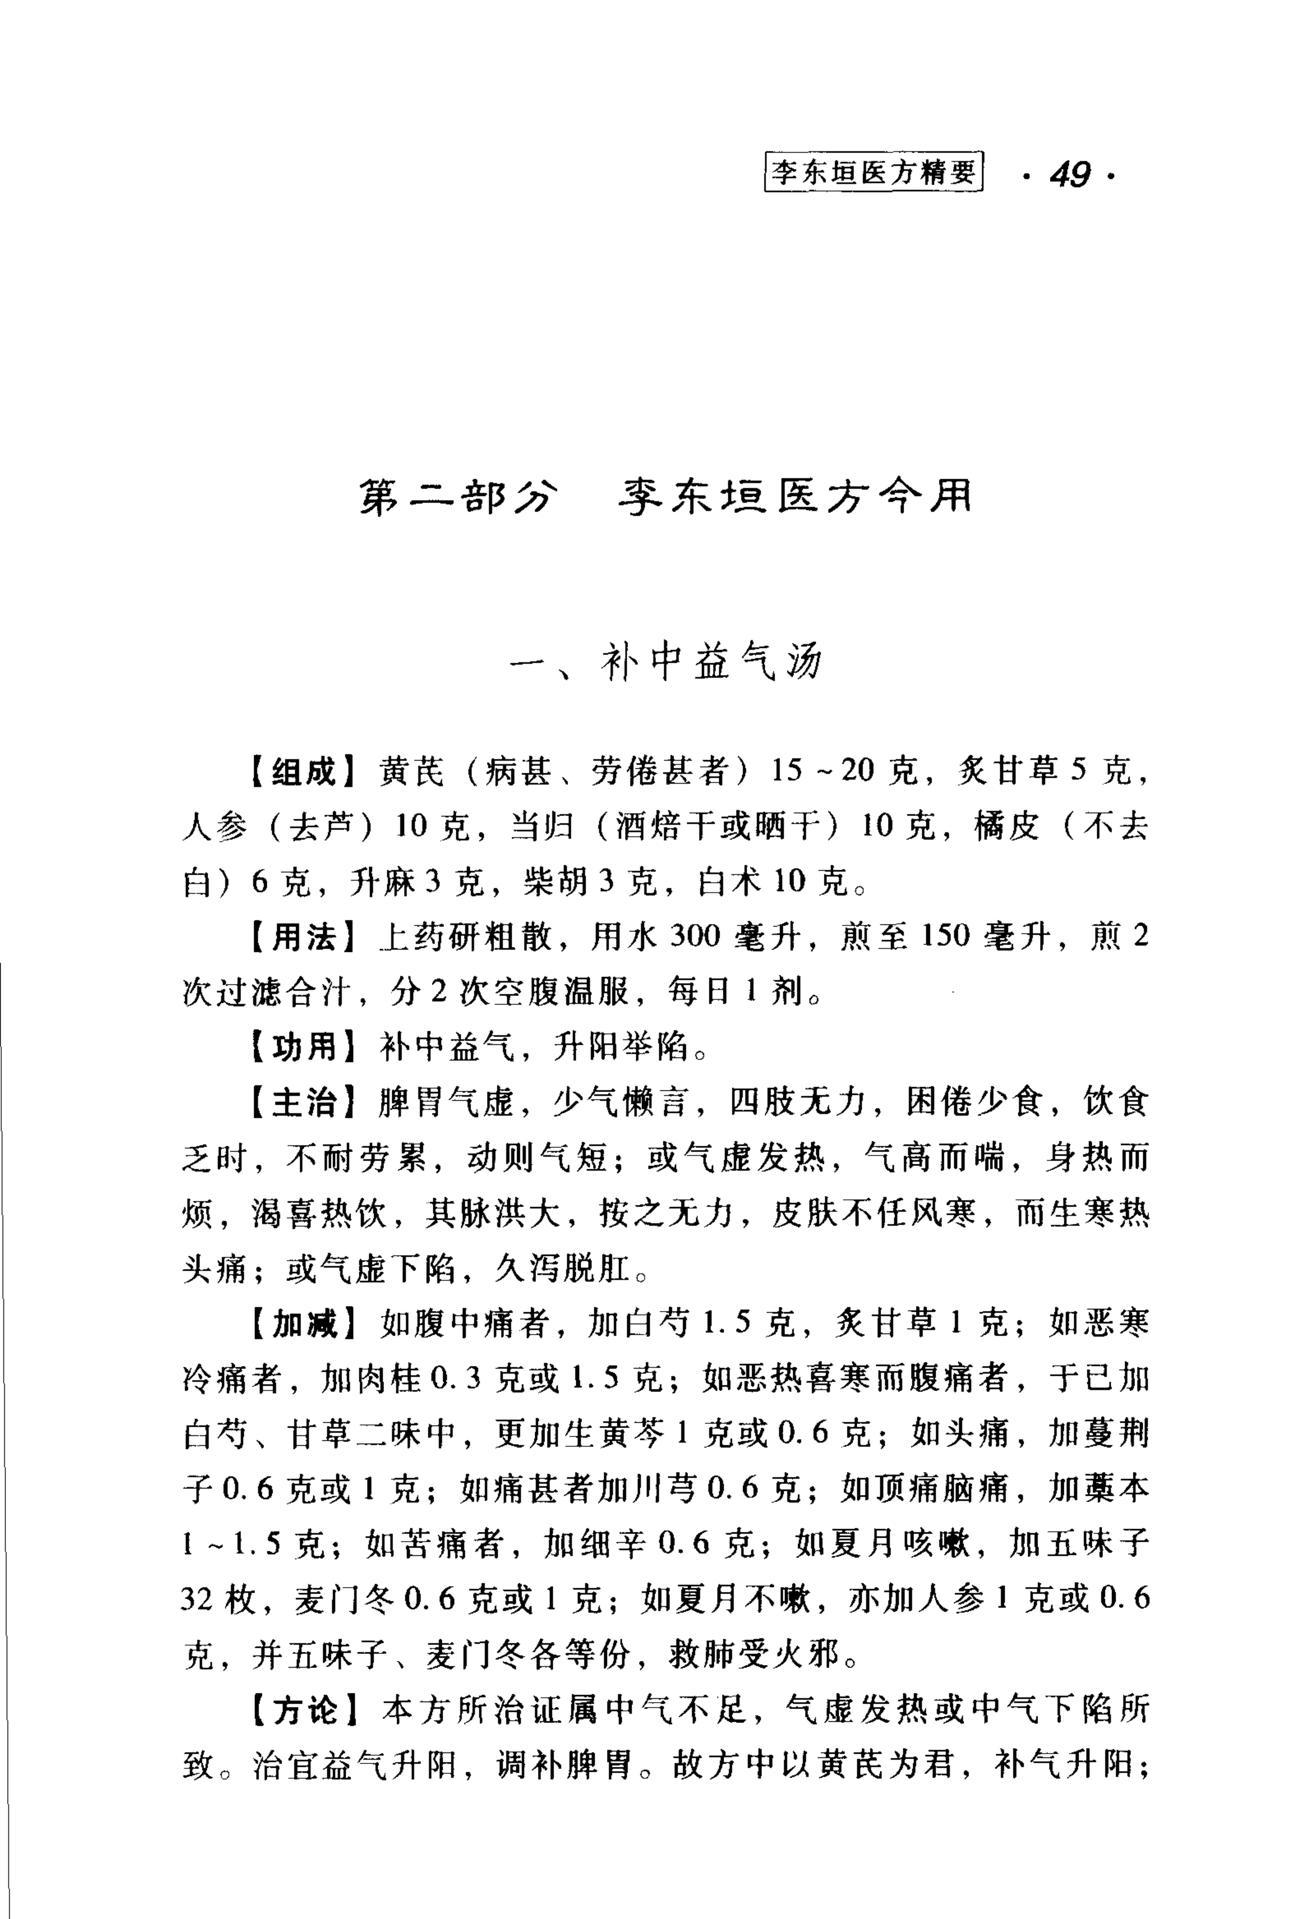 李东垣医方精要 · 49 ·
第二部分 李东垣医方今用
一、补中益气汤
【组成】黄芪（病甚、劳倦甚者）15～20克，炙甘草5克，
人参（去芦）10克，当归（酒焙干或晒干）10克，橘皮（不去
白）6克，升麻3克，柴胡3克，白术10克。
【用法】上药研粗散，用水300毫升，煎至150毫升，煎2
次过滤合汁，分2次空腹温服，每日1剂。
【功用】补中益气，升阳举陷。
【主治】脾胃气虚，少气懒言，四肢无力，困倦少食，饮食
乏时，不耐劳累，动则气短；或气虚发热，气高而喘，身热而
烦，渴喜热饮，其脉洪大，按之无力，皮肤不任风寒，而生寒热
头痛；或气虚下陷，久泻脱肛。
【加减】如腹中痛者，加白芍1.5克，炙甘草1克；如恶寒
冷痛者，加肉桂0.3克或1.5克；如恶热喜寒而腹痛者，于已加
白芍、甘草二味中，更加生黄芩1克或0.6克；如头痛，加蔓荆
子0.6克或1克；如痛甚者加川芎0.6克；如顶痛脑痛，加藁本
1～1.5克；如苦痛者，加细辛0.6克；如夏月咳嗽，加五味子
32枚，麦门冬0.6克或1克；如夏月不嗽，亦加人参1克或0.6
克，并五味子、麦门冬各等份，救肺受火邪。
【方论】本方所治证属中气不足，气虚发热或中气下陷所
致。治宜益气升阳，调补脾胃。故方中以黄芪为君，补气升阳；